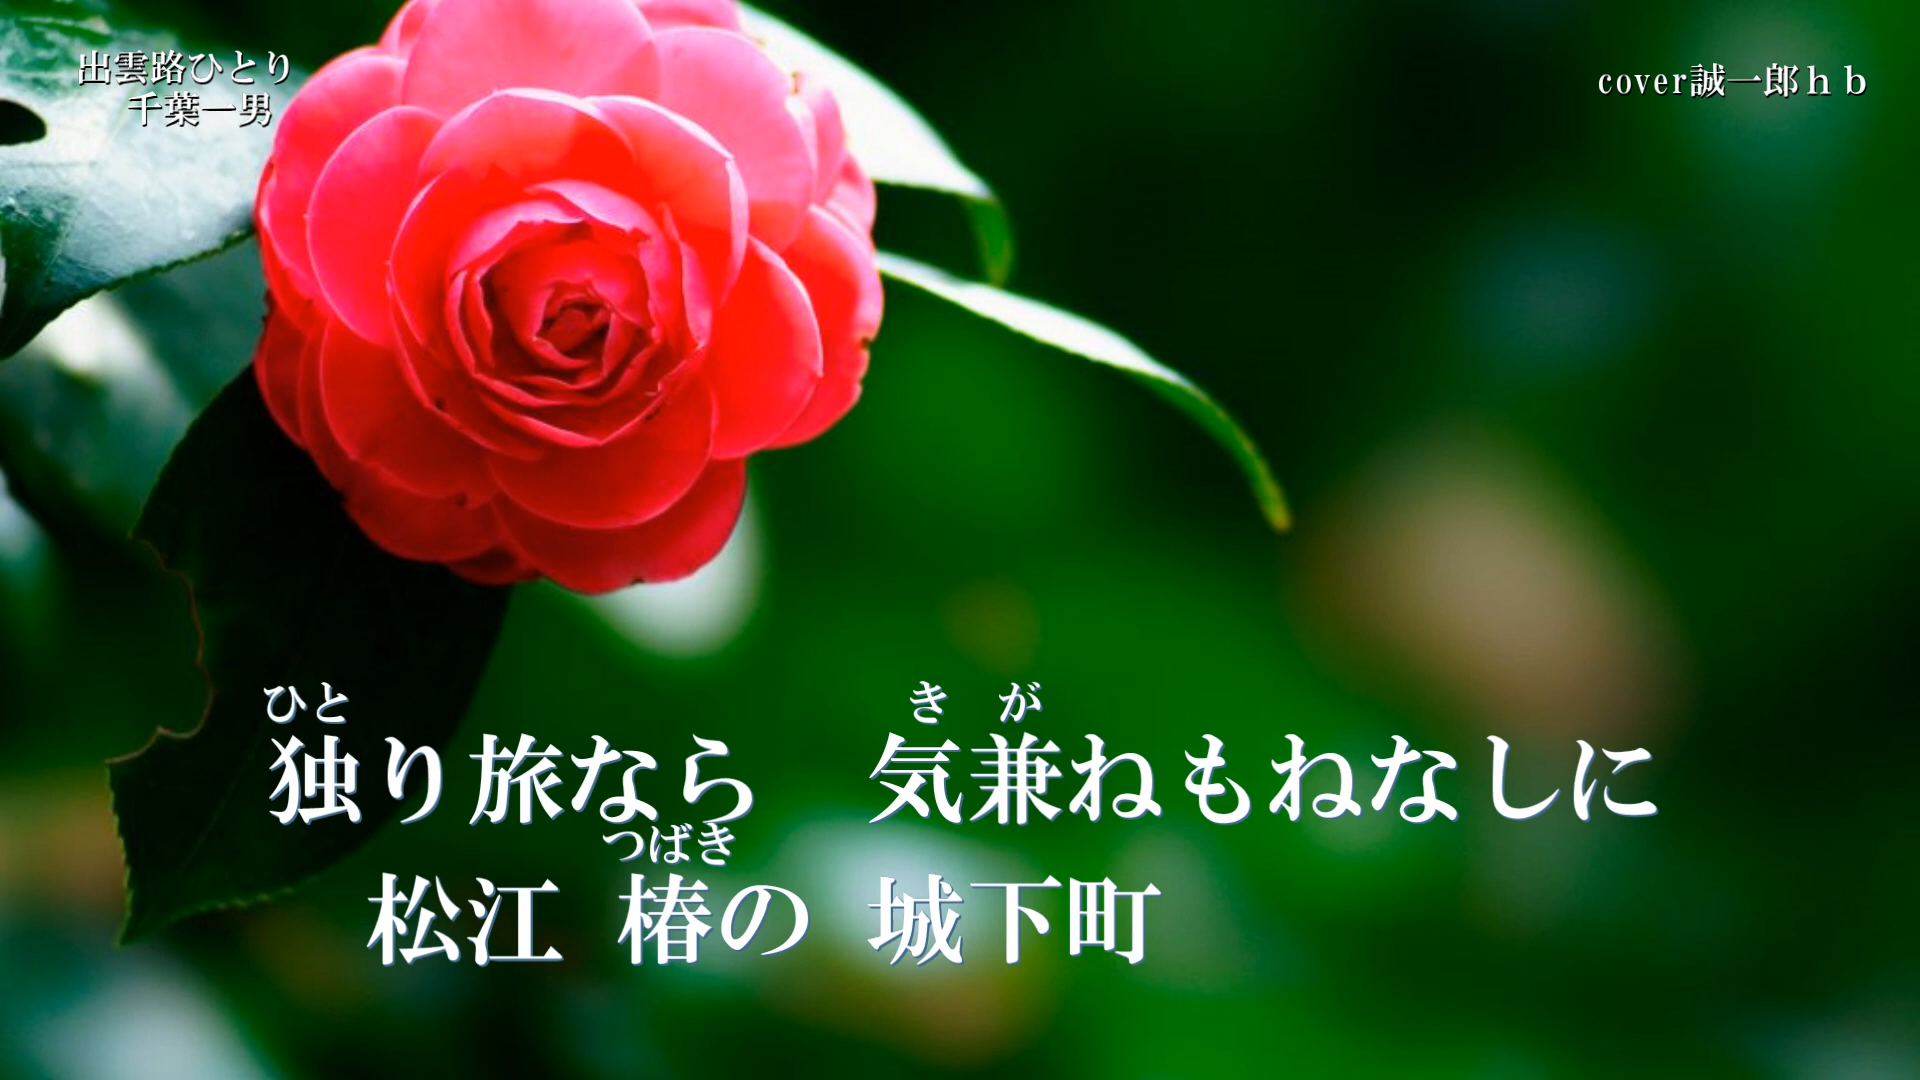 出雲路ひとり
千葉一男
cover誠一郎ｈｂ
ひと　き　が
独り旅なら　気兼ねもねなしに
つばき
松江 椿の 城下町